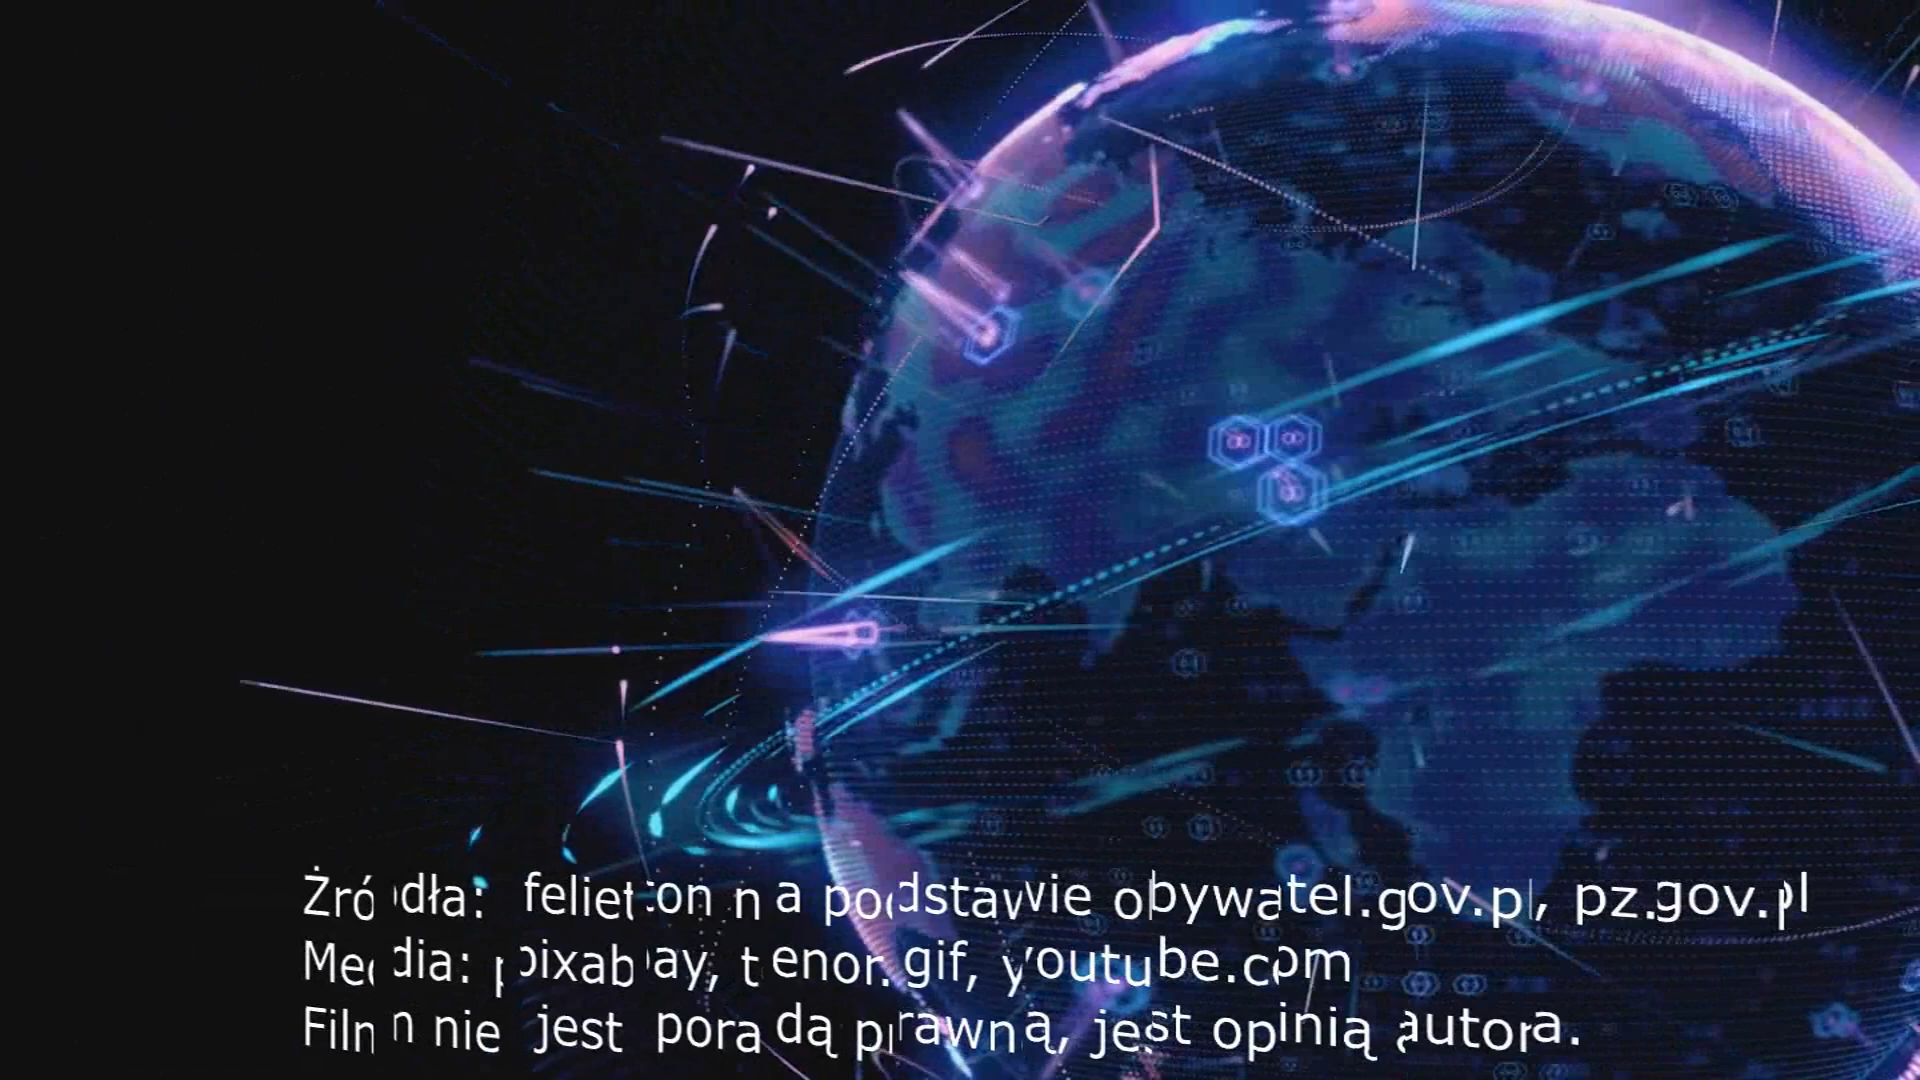 Żródła: felieton na podstawie obywatel.gov.pl, pz.gov.pl
Media: pixabay, tenor.gif, youtube.com
Film nie jest poradą prawną, jest opinią autora.